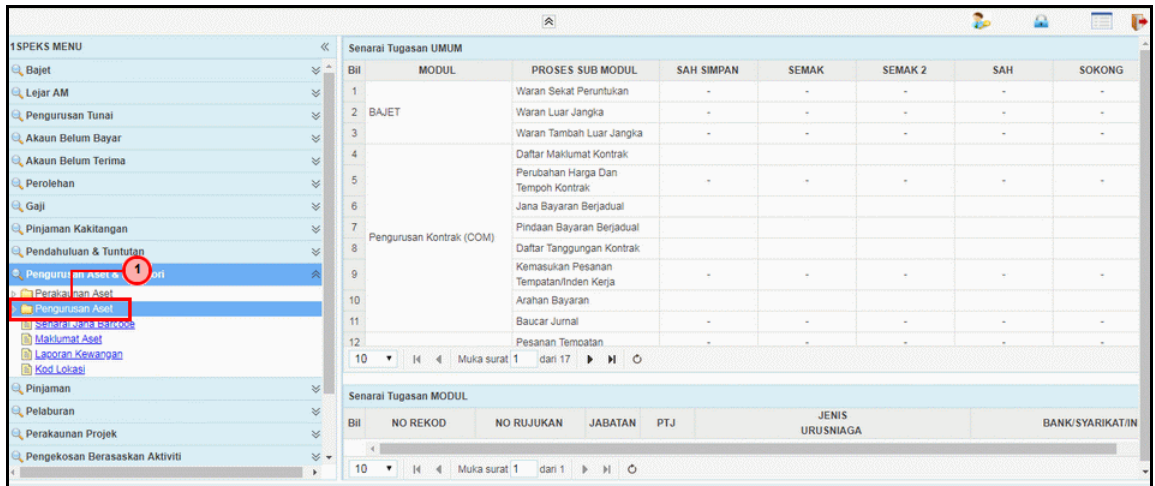 1SPEKS MENU
Bajet
Lejar AM
Pengurusan Tunai
Akaun Belum Bayar
Akaun Belum Terima
Perolehan
Gaji
Pinjaman Kakitangan
Pendahuluan & Tuntutan
1
Perakaunan Aset
Pengurusan Aset
Senarai Jana Barcode
Maklumat Aset
Laporan Kewangan
Kod Lokasi
Pinjaman
Pelaburan
Perakaunan Projek
Pengekosan Berasaskan Aktiviti
Senarai Tugasan UMUM
Bil MODUL PROSES SUB MODUL SAH SIMPAN SEMAK SEMAK 2 SAH SOKONG
1 Waran Sekat Peruntukan - - - - -
2 BAJET Waran Luar Jangka - - - - -
3 Waran Tambah Luar Jangka - - - - -
4 Daftar Maklumat Kontrak
5 Perubahan Harga Dan
Tempoh Kontrak - - - - -
6 Jana Bayaran Berjadual
7 Pindaan Bayaran Berjadual
Pengurusan Kontrak (COM)
8 Daftar Tanggungan Kontrak
9 Kemasukan Pesanan
Tempatan/Inden Kerja - - - - -
10 Arahan Bayaran
11 Baucar Jurnal - - - - -
12 Pesanan Tempatan - - - - -
10 Muka surat 1 dari 17
Senarai Tugasan MODUL
Bil NO REKOD NO RUJUKAN JABATAN PTJ JENIS
URUSNIAGA BANK/SYARIKAT/IN
10 Muka surat 1 dari 1